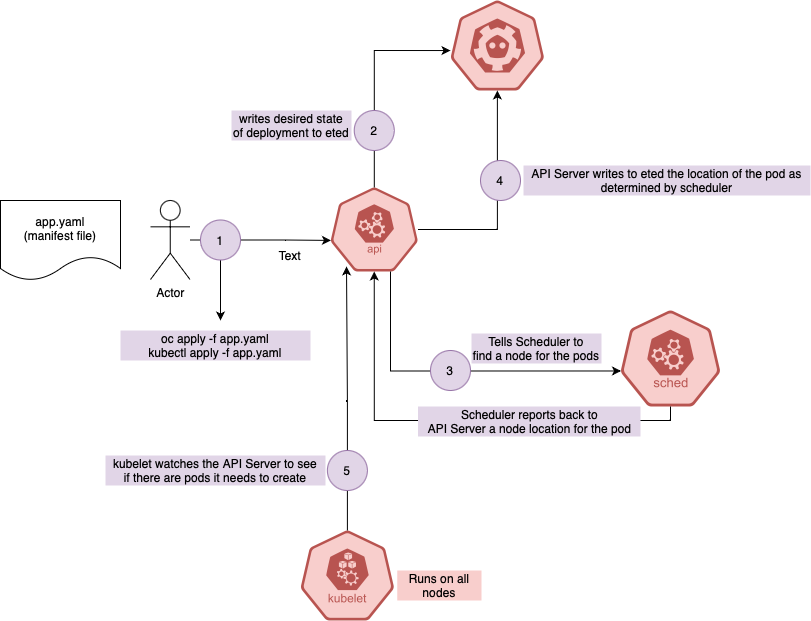 writes desired state
of deployment to eted
2
API Server writes to eted the location of the pod as
determined by scheduler
4
app.yaml
(manifest file)
Actor
1
Text
api
oc apply -f app.yaml
kubectl apply -f app.yaml
Tells Scheduler to
find a node for the pods
3
sched
Scheduler reports back to
API Server a node location for the pod
kubelet watches the API Server to see
if there are pods it needs to create
5
kubelet
Runs on all
nodes